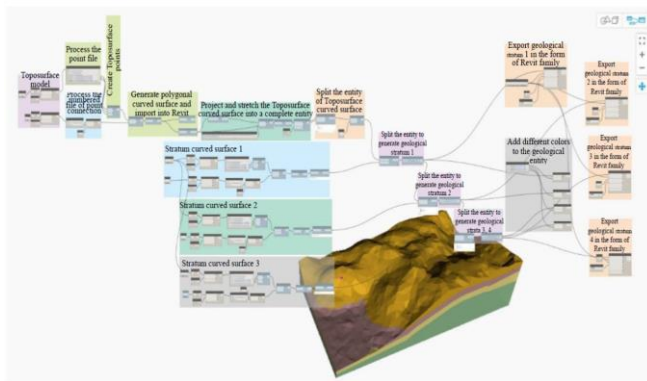 Toposurface
model
Process the
point file
Process the
numbered
file of point
connection
Create Toposurface
points
Generate polygonal
curved surface and
import into Revit
Project and stretch the Toposurface
curved surface into a complete entity
Split the entity
of Toposurface
curved surface
Stratum curved surface 1
Stratum curved surface 2
Stratum curved surface 3
Split the entity to
generate geological
stratum 1
Split the entity to
generate geological
stratum 2
Split the entity to
generate geological
strata 3, 4
Add different colors
to the geological
entity
Export geological
stratum 1 in the form
of Revit family
Export
geological stratum
2 in the form of
Revit family
Export
geological stratum
3 in the form of
Revit family
Export
geological stratum
4 in the form of
Revit family